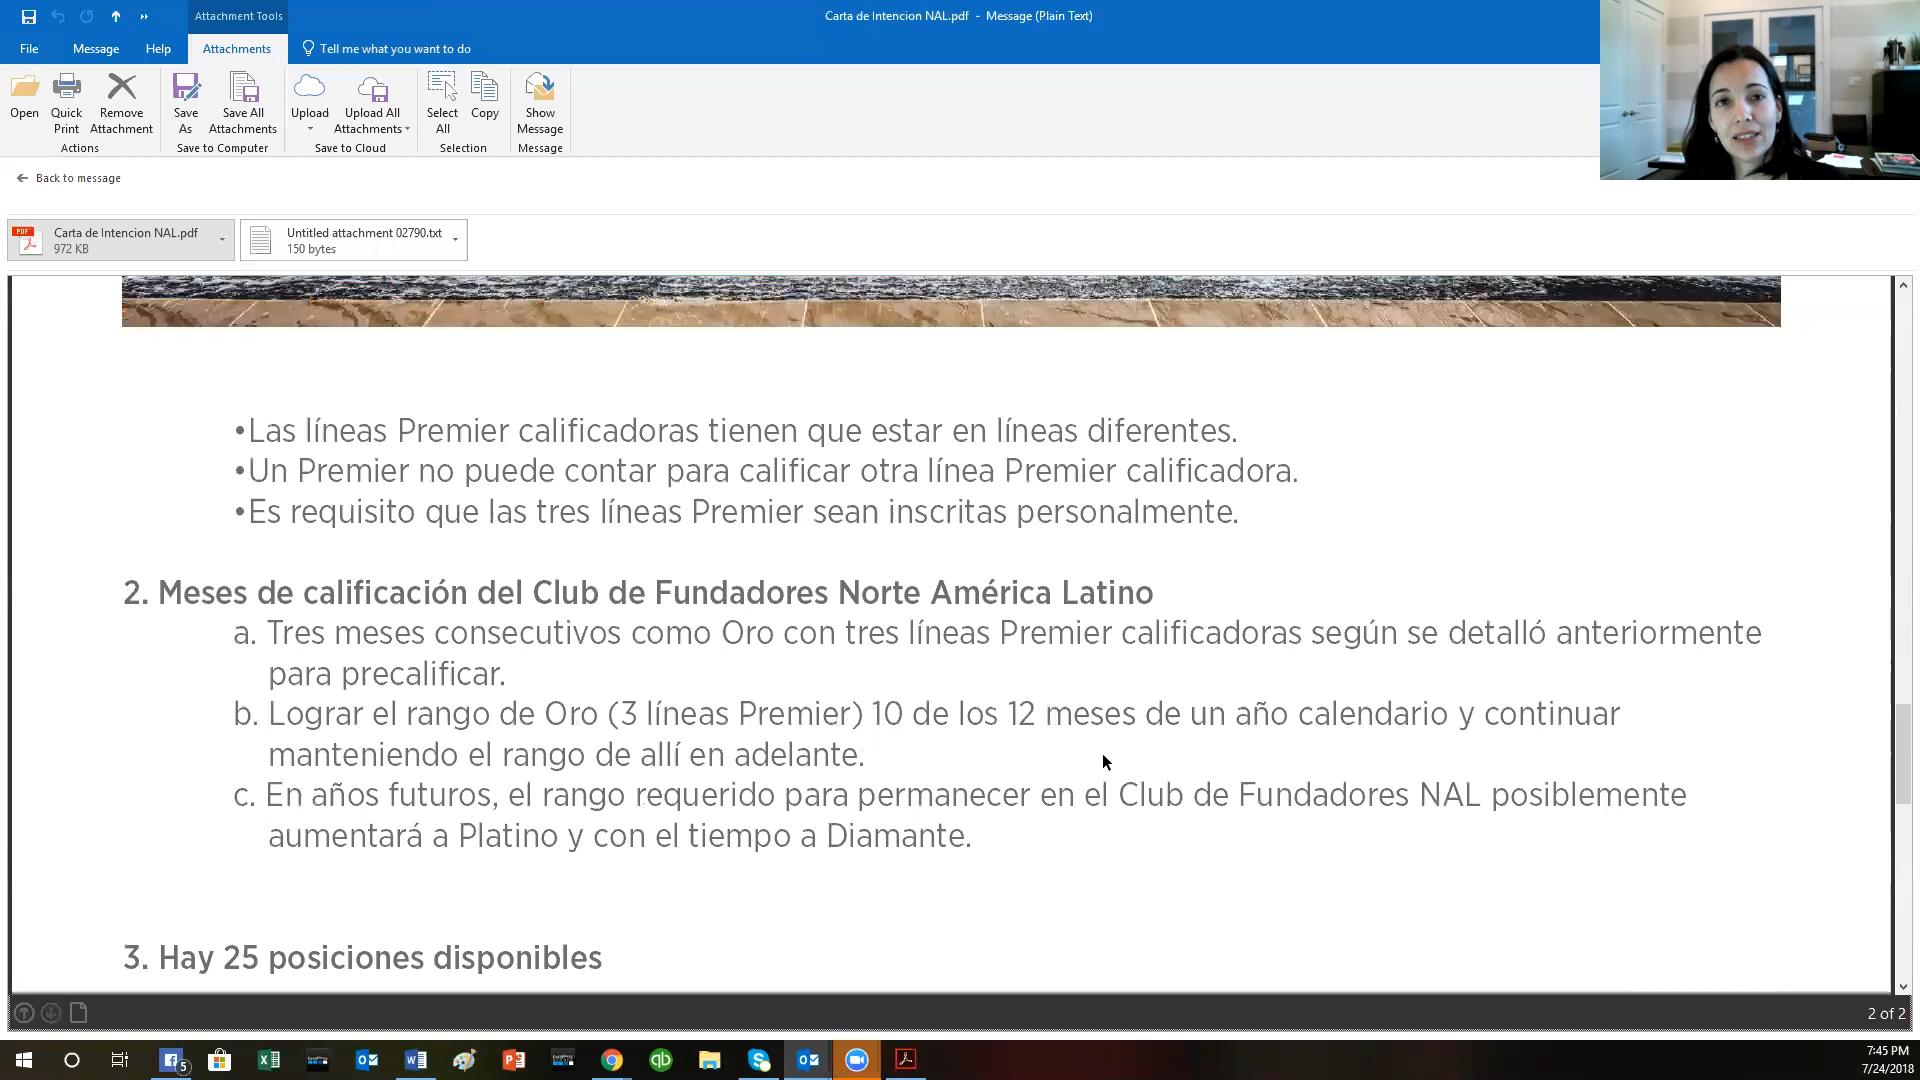 Attachment Tools
Carta de Intencion NAL.pdf - Message (Plain Text)
File Message Help Attachments Tell me what you want to do
Open
Quick Print
Remove Attachment
Save As
Save All Attachments
Upload
Upload All Attachments
Select All
Copy
Show Message
Actions
Save to Computer
Save to Cloud
Selection
Message
Back to message
PDF
Carta de Intencion NAL.pdf
972 KB
Untitled attachment 02790.txt
150 bytes
•Las líneas Premier calificadoras tienen que estar en líneas diferentes.
•Un Premier no puede contar para calificar otra línea Premier calificadora.
•Es requisito que las tres líneas Premier sean inscritas personalmente.
2. Meses de calificación del Club de Fundadores Norte América Latino
a. Tres meses consecutivos como Oro con tres líneas Premier calificadoras según se detalló anteriormente
para precalificar.
b. Lograr el rango de Oro (3 líneas Premier) 10 de los 12 meses de un año calendario y continuar
manteniendo el rango de allí en adelante.
c. En años futuros, el rango requerido para permanecer en el Club de Fundadores NAL posiblemente
aumentará a Platino y con el tiempo a Diamante.
3. Hay 25 posiciones disponibles
2 of 2
5
GoPro
GoPro
qb
7:45 PM
7/24/2018